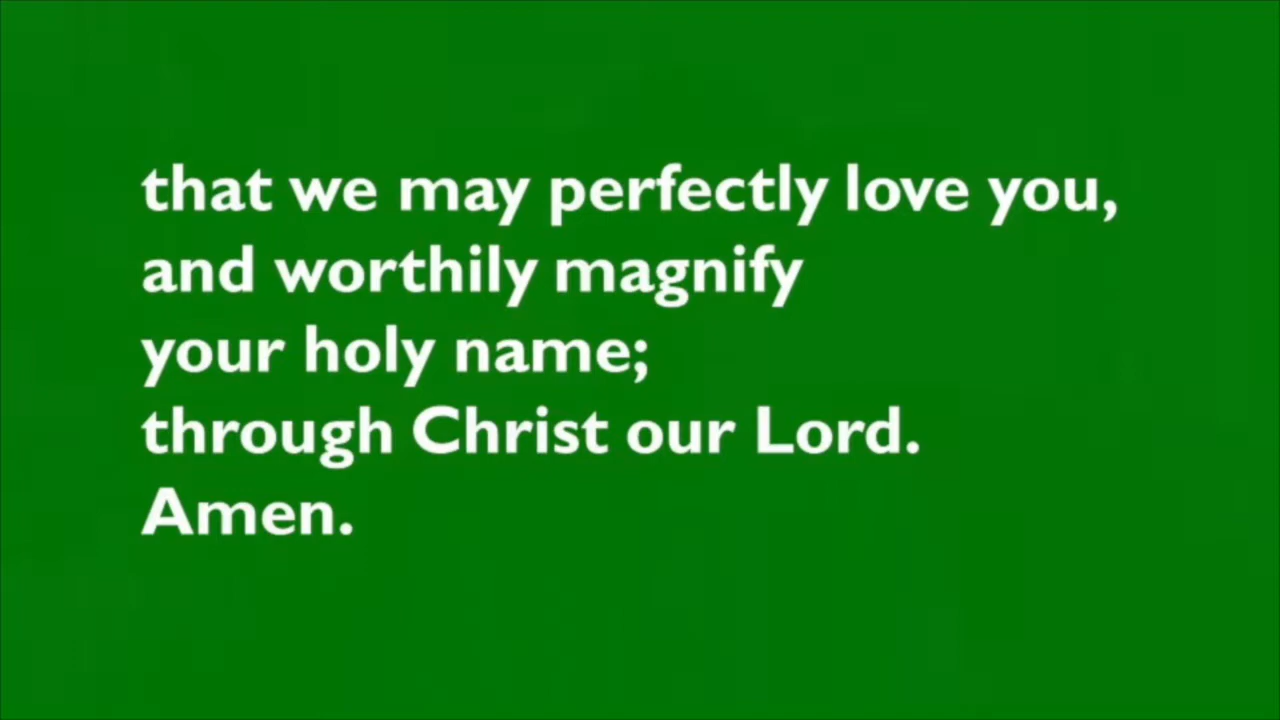 that we may perfectly love you,
and worthily magnify
your holy name;
through Christ our Lord.
Amen.